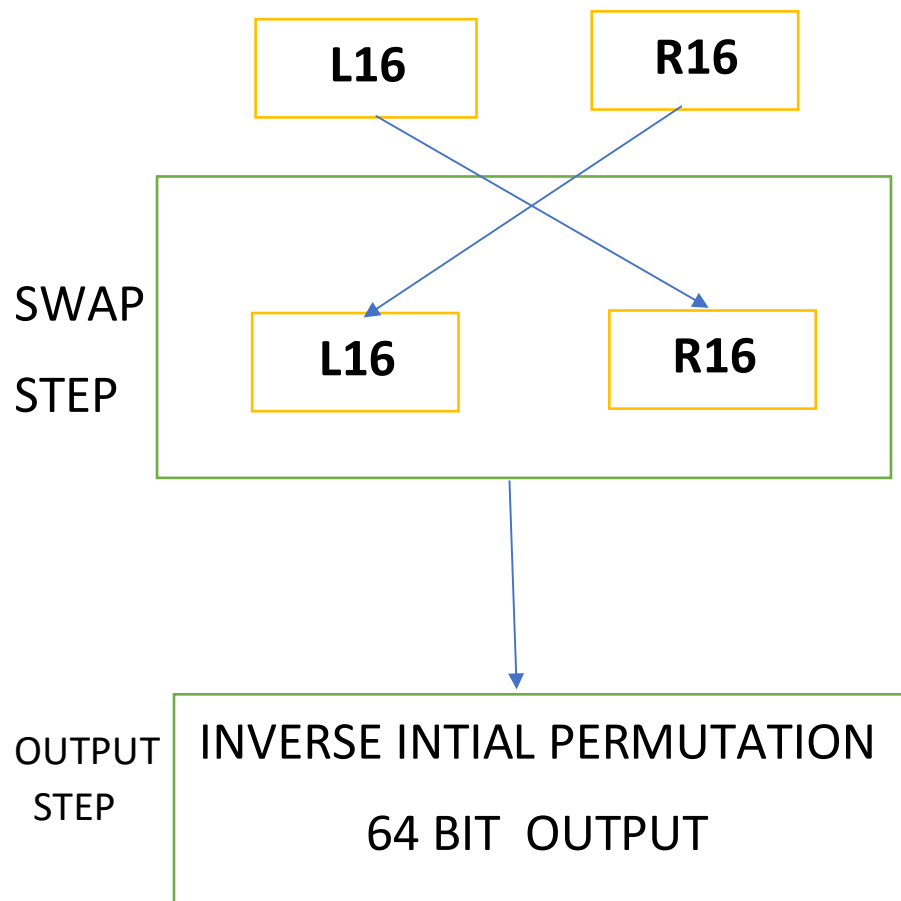 L16
R16
SWAP
STEP
L16
R16
OUTPUT
STEP
INVERSE INTIAL PERMUTATION
64 BIT OUTPUT